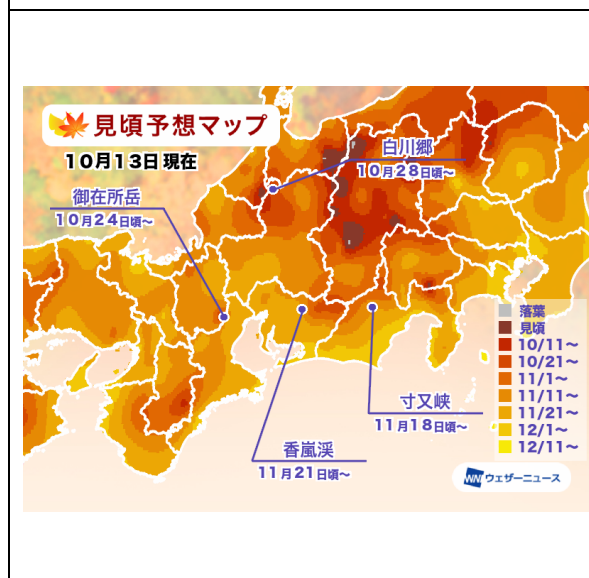 見頃予想マップ
10月13日 現在
白川郷
10月28日頃〜
御在所岳
10月24日頃〜
落葉
見頃
10/11〜
10/21〜
11/1〜
11/11〜
11/21〜
12/1〜
12/11〜
寸又峡
11月18日頃〜
香嵐渓
11月21日頃〜
WNI ウェザーニュース